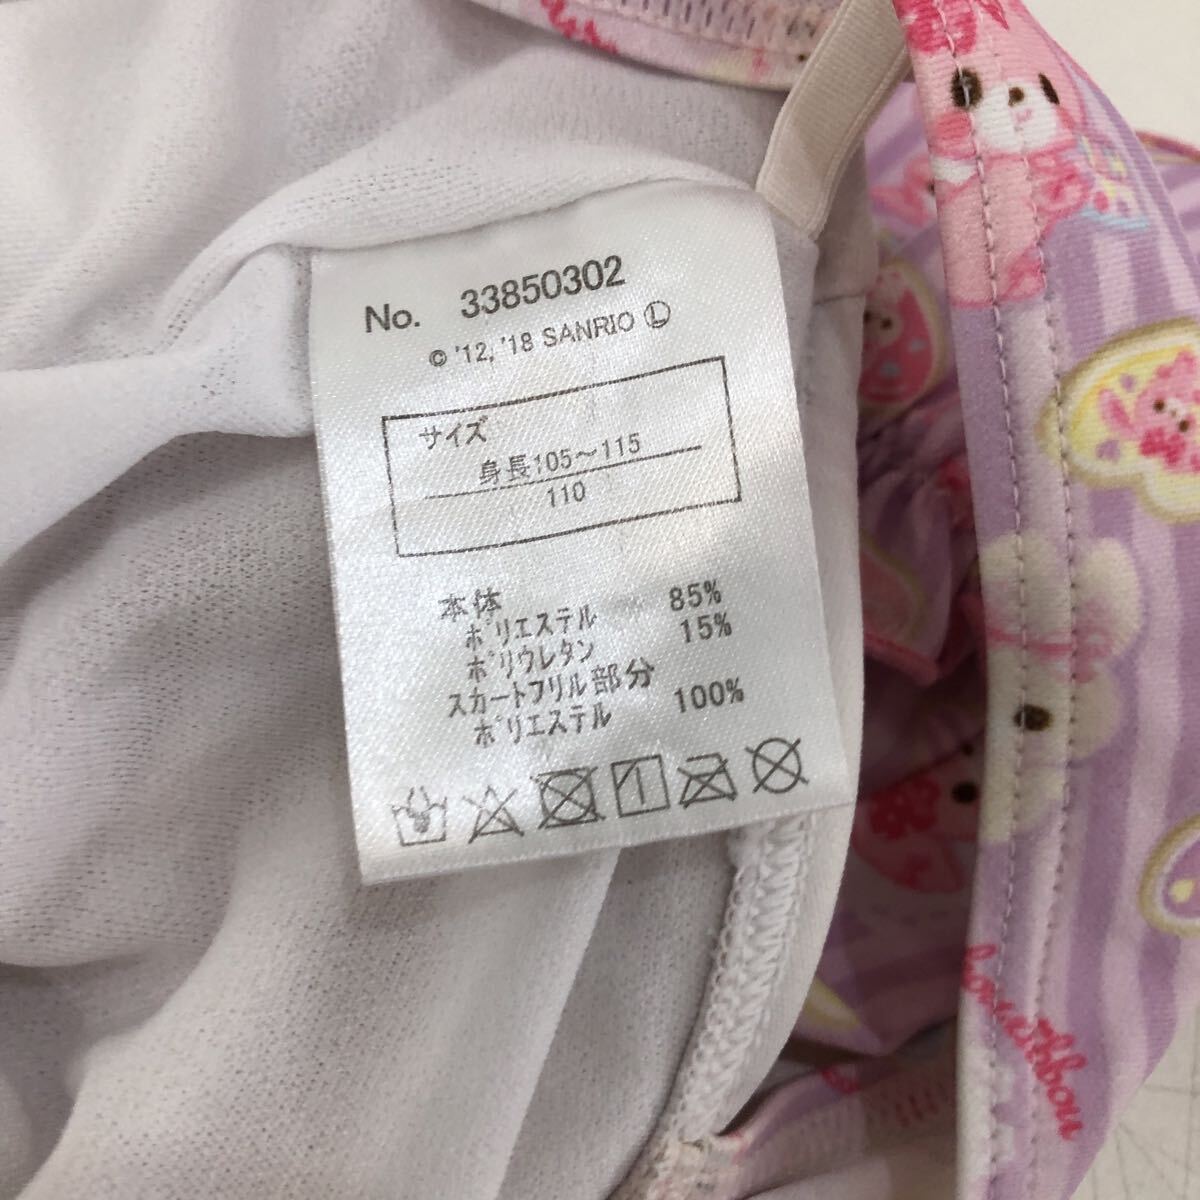 No. 33850302
© '12, '18 SANRIO Ⓛ
サイズ
身長105～115
110
本体
ポリエステル 85%
ポリウレタン 15%
スカートフリル部分
ポリエステル 100%